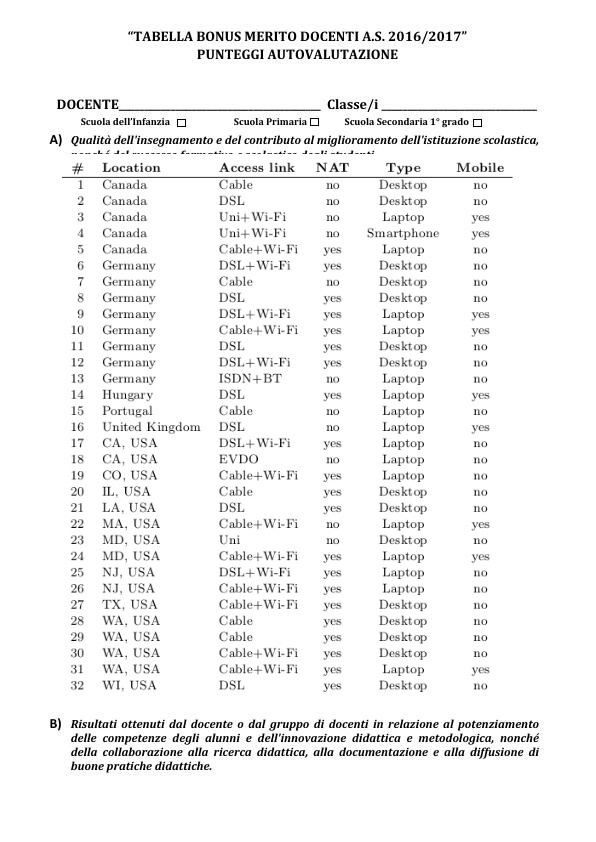 “TABELLA BONUS MERITO DOCENTI A.S. 2016/2017”
PUNTEGGI AUTOVALUTAZIONE
DOCENTE______________________________ Classe/i ______________________
Scuola dell’Infanzia □ Scuola Primaria □ Scuola Secondaria 1° grado □
A) Qualità dell’insegnamento e del contributo al miglioramento dell’istituzione scolastica,
# Location Access link NAT Type Mobile
1 Canada Cable no Desktop no
2 Canada DSL no Desktop no
3 Canada Uni+Wi-Fi no Laptop yes
4 Canada Uni+Wi-Fi no Smartphone yes
5 Canada Cable+Wi-Fi yes Laptop no
6 Germany DSL+Wi-Fi yes Desktop no
7 Germany Cable no Desktop no
8 Germany DSL yes Desktop no
9 Germany DSL+Wi-Fi yes Laptop yes
10 Germany Cable+Wi-Fi yes Laptop yes
11 Germany DSL yes Desktop no
12 Germany DSL+Wi-Fi yes Desktop no
13 Germany ISDN+BT no Laptop no
14 Hungary DSL yes Laptop yes
15 Portugal Cable no Laptop no
16 United Kingdom DSL no Laptop yes
17 CA, USA DSL+Wi-Fi yes Laptop no
18 CA, USA EVDO no Laptop no
19 CO, USA Cable+Wi-Fi yes Laptop no
20 IL, USA Cable yes Desktop no
21 LA, USA DSL yes Desktop no
22 MA, USA Cable+Wi-Fi no Laptop yes
23 MD, USA Uni no Desktop no
24 MD, USA Cable+Wi-Fi yes Laptop yes
25 NJ, USA DSL+Wi-Fi yes Laptop no
26 NJ, USA Cable+Wi-Fi yes Laptop no
27 TX, USA Cable+Wi-Fi yes Desktop no
28 WA, USA Cable yes Desktop no
29 WA, USA Cable yes Desktop no
30 WA, USA Cable+Wi-Fi yes Desktop no
31 WA, USA Cable+Wi-Fi yes Laptop yes
32 WI, USA DSL yes Desktop no
B) Risultati ottenuti dal docente o dal gruppo di docenti in relazione al potenziamento
delle competenze degli alunni e dell’innovazione didattica e metodologica, nonché
della collaborazione alla ricerca didattica, alla documentazione e alla diffusione di
buone pratiche didattiche.